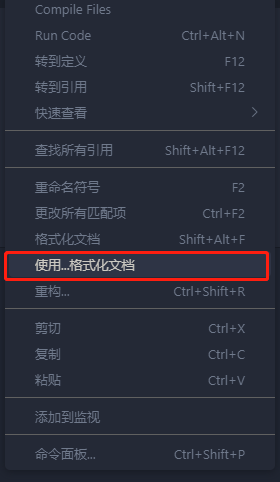 Compile Files
Run Code Ctrl+Alt+N
转到定义 F12
转到引用 Shift+F12
快速查看
查找所有引用 Shift+Alt+F12
重命名符号 F2
更改所有匹配项 Ctrl+F2
格式化文档 Shift+Alt+F
使用...格式化文档
重构... Ctrl+Shift+R
剪切 Ctrl+X
复制 Ctrl+C
粘贴 Ctrl+V
添加到监视
命令面板... Ctrl+Shift+P